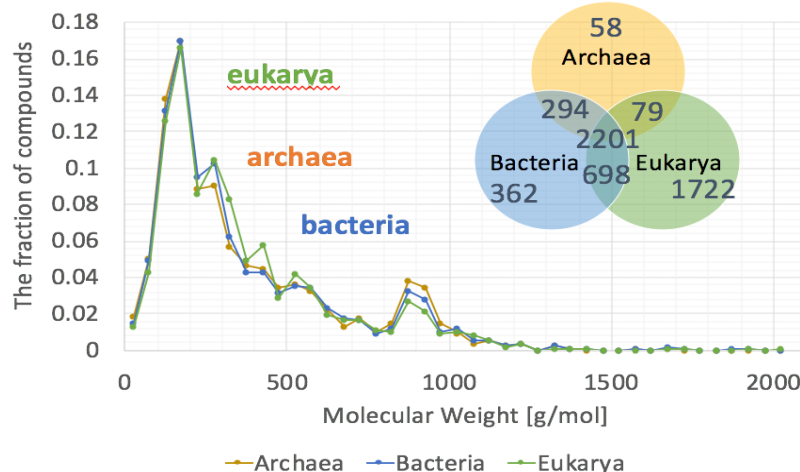 0.18
0.16
0.14
0.12
0.1
0.08
0.06
0.04
0.02
0
The fraction of compounds
eukarya
archaea
bacteria
58
Archaea
294 79
2201
Bacteria Eukarya
698
362 1722
0 500 1000 1500 2000
Molecular Weight [g/mol]
Archaea Bacteria Eukarya